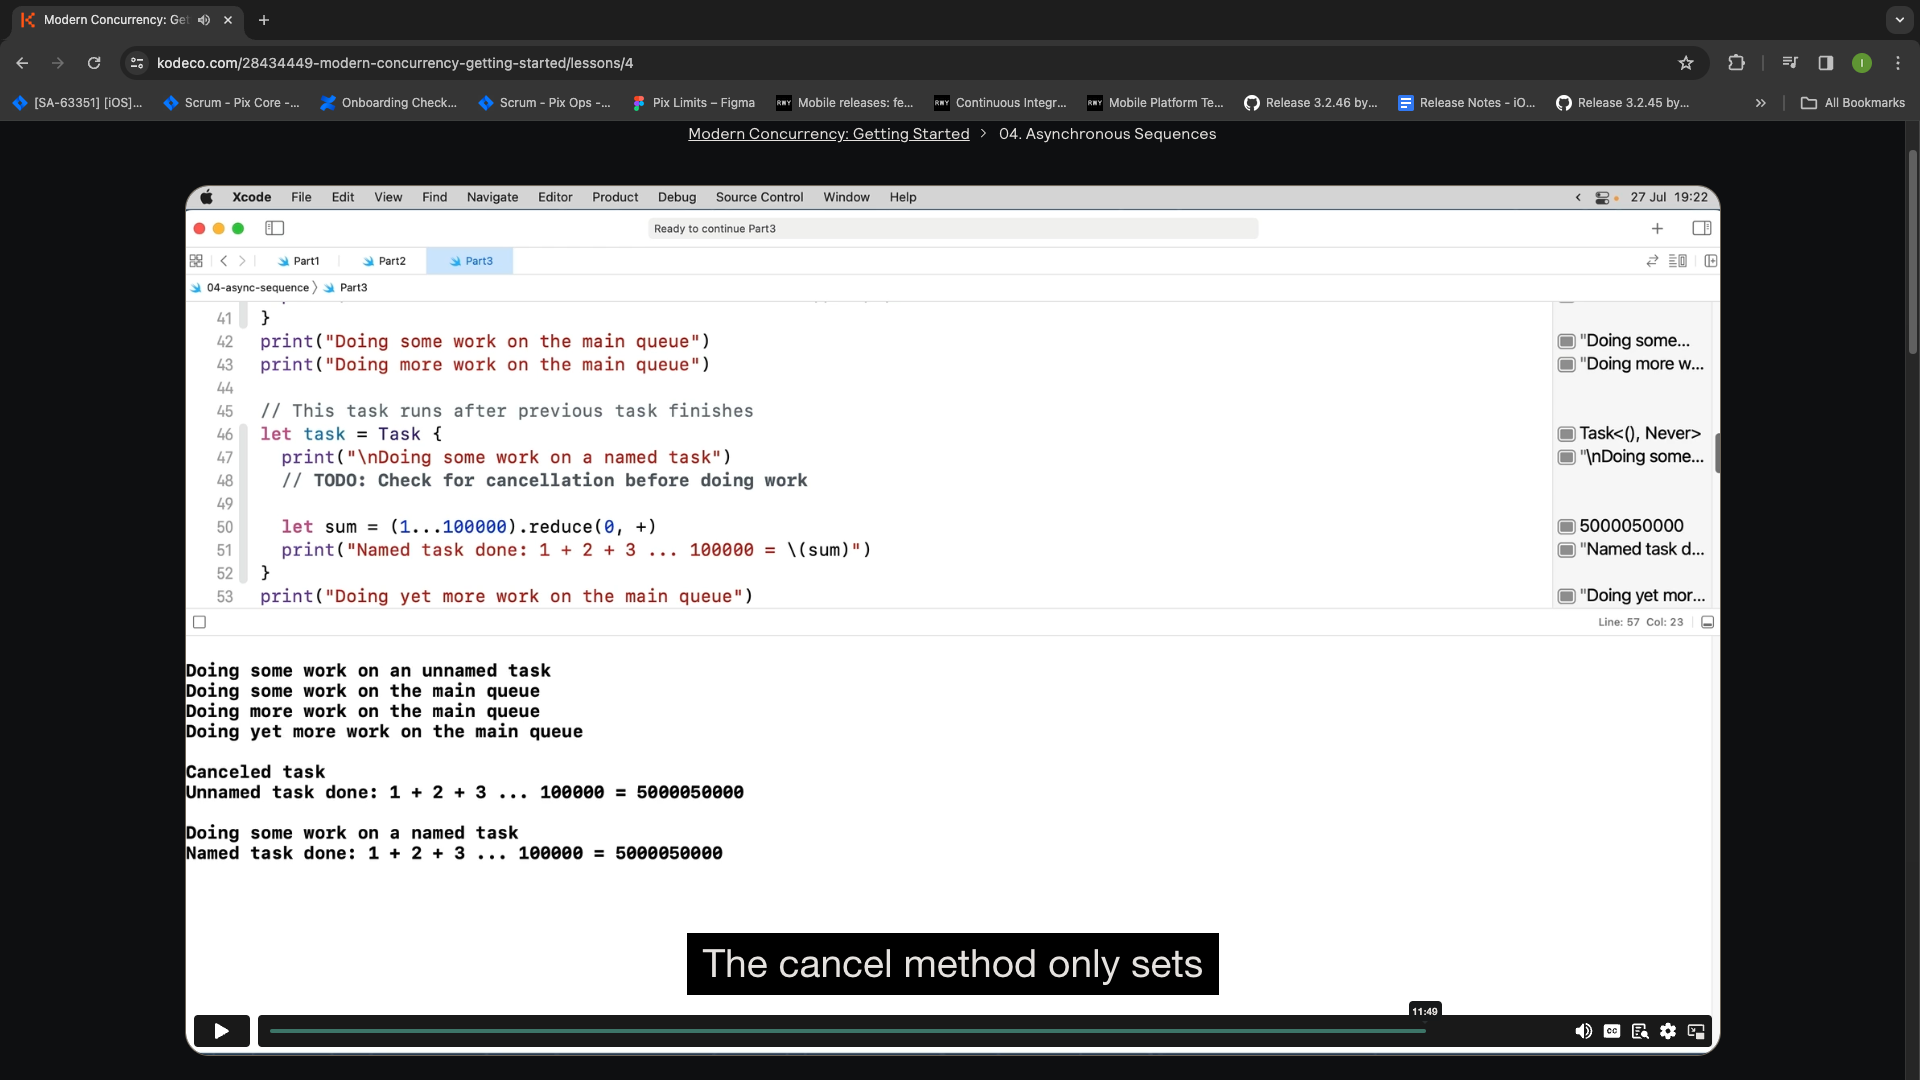 Modern Concurrency: Get
kodeco.com/28434449-modern-concurrency-getting-started/lessons/4
[SA-63351] [iOS]...
Scrum - Pix Core -...
Onboarding Check...
Scrum - Pix Ops -...
Pix Limits – Figma
RWY Mobile releases: fe...
RWY Continuous Integr...
RWY Mobile Platform Te...
Release 3.2.46 by...
Release Notes - iO...
Release 3.2.45 by...
»
All Bookmarks
Modern Concurrency: Getting Started > 04. Asynchronous Sequences
Xcode File Edit View Find Navigate Editor Product Debug Source Control Window Help
27 Jul 19:22
Ready to continue Part3
Part1
Part2
Part3
04-async-sequence 〉 Part3
41 }
42 print("Doing some work on the main queue")
"Doing some...
43 print("Doing more work on the main queue")
"Doing more w...
44
45 // This task runs after previous task finishes
46 let task = Task {
Task<(), Never>
47 print("\nDoing some work on a named task")
"\nDoing some...
48 // TODO: Check for cancellation before doing work
49
50 let sum = (1...100000).reduce(0, +)
5000050000
51 print("Named task done: 1 + 2 + 3 ... 100000 = \(sum)")
"Named task d...
52 }
53 print("Doing yet more work on the main queue")
"Doing yet mor...
Line: 57 Col: 23
Doing some work on an unnamed task
Doing some work on the main queue
Doing more work on the main queue
Doing yet more work on the main queue
Canceled task
Unnamed task done: 1 + 2 + 3 ... 100000 = 5000050000
Doing some work on a named task
Named task done: 1 + 2 + 3 ... 100000 = 5000050000
The cancel method only sets
11:49
CC